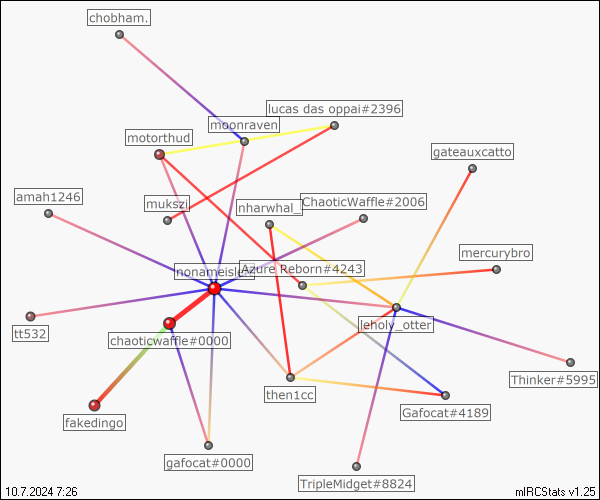 chobham.
lucas das oppai#2396
moonraven
motorthud
gateauxcatto
amah1246
mukszi
nharwhal_
ChaoticWaffle#2006
mercurybro
Azure Reborn#4243
tt532
chaoticwaffle#0000
leholy_otter
Thinker#5995
then1cc
Gafocat#4189
fakedingo
gafocat#0000
TripleMidget#8824
10.7.2024 7:26
mIRCStats v1.25